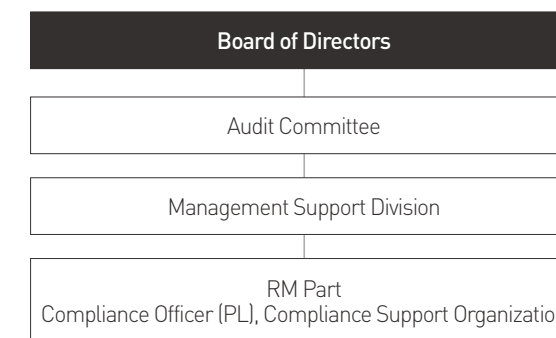 Board of Directors
Audit Committee
Management Support Division
RM Part
Compliance Officer (PL), Compliance Support Organizatio